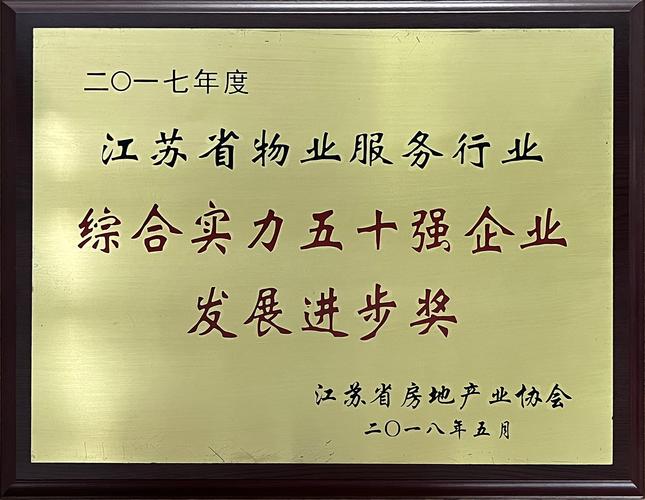 二〇一七年度
江苏省物业服务行业
综合实力五十强企业
发展进步奖
江苏省房地产业协会
二〇一八年五月